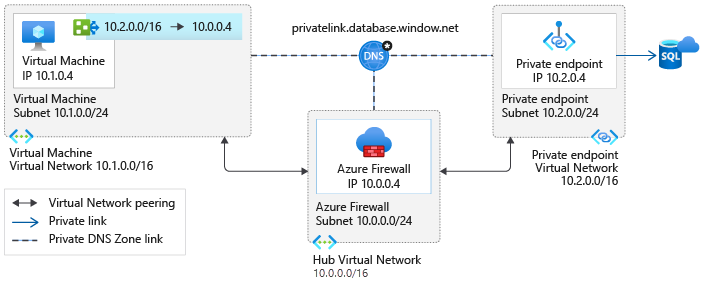 privatelink.database.window.net
10.2.0.0/16 → 10.0.0.4
Virtual Machine
IP 10.1.0.4
Virtual Machine
Subnet 10.1.0.0/24
Virtual Machine
Virtual Network 10.1.0.0/16
DNS
*
Private endpoint
IP 10.2.0.4
Private endpoint
Subnet 10.2.0.0/24
Private endpoint
Virtual Network
10.2.0.0/16
SQL
Azure Firewall
IP 10.0.0.4
Azure Firewall
Subnet 10.0.0.0/24
Hub Virtual Network
10.0.0.0/16
Virtual Network peering
Private link
Private DNS Zone link